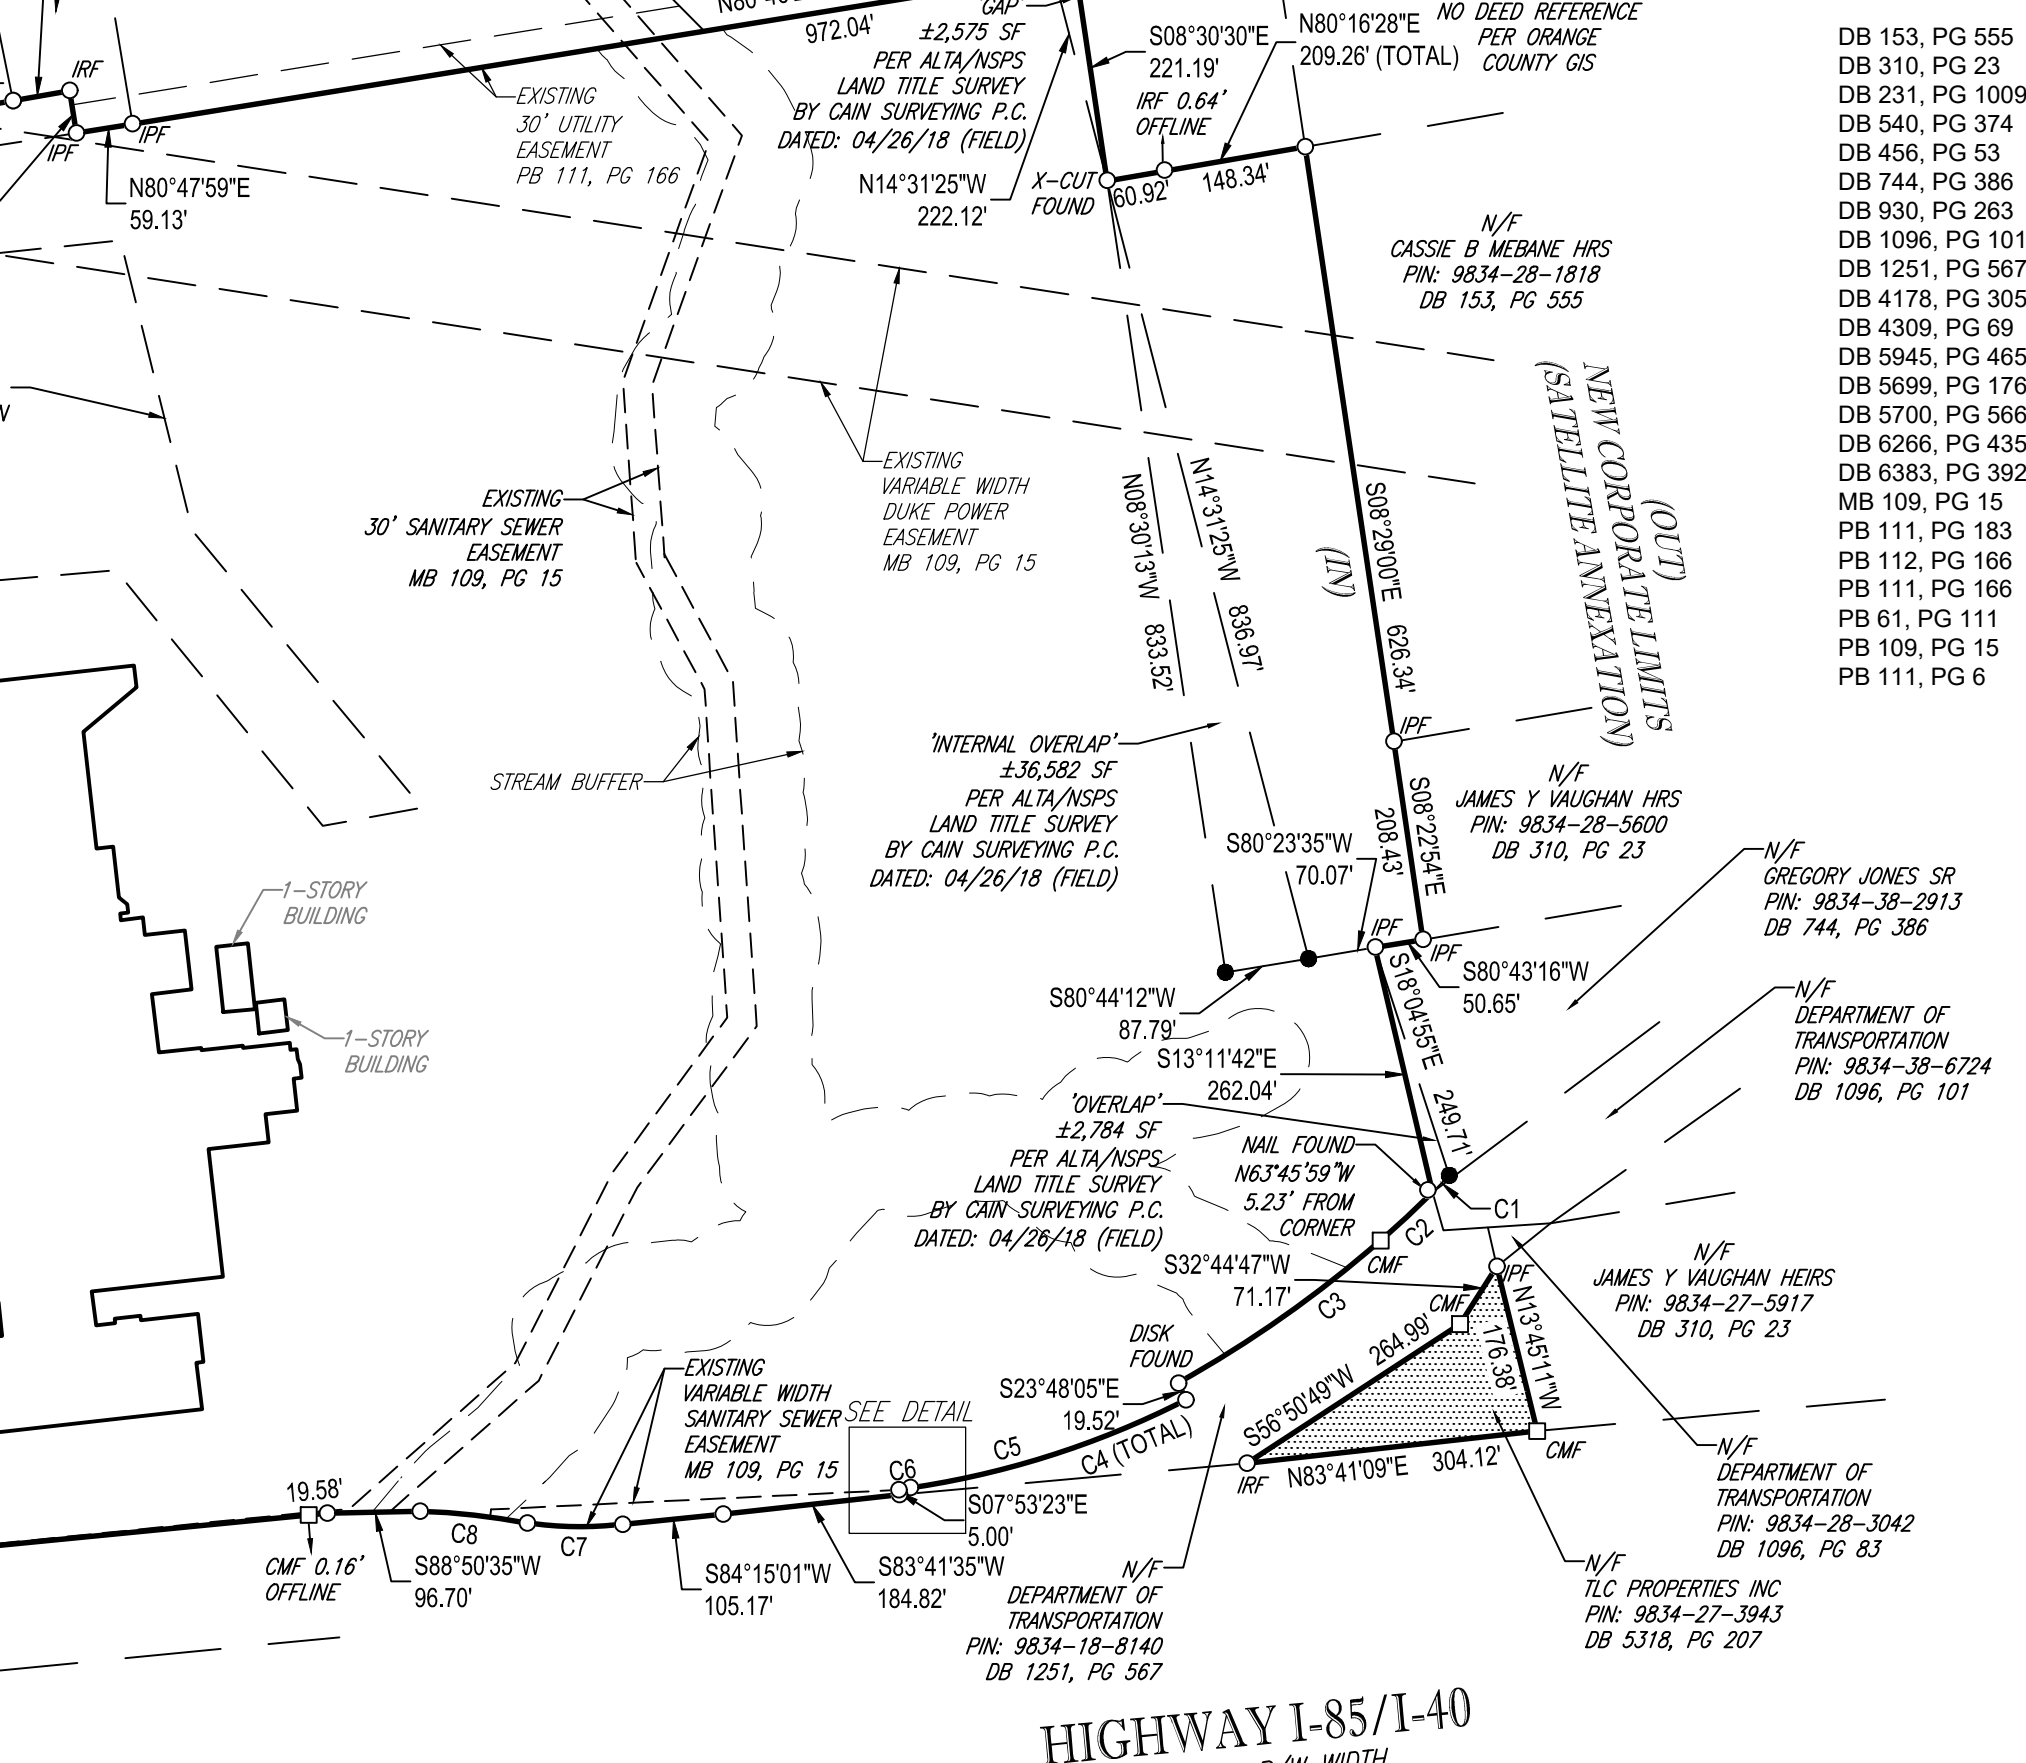 972.04'
'GAP'
±2,575 SF
PER ALTA/NSPS
LAND TITLE SURVEY
BY CAIN SURVEYING P.C.
DATED: 04/26/18 (FIELD)
S08°30'30"E
221.19'
N80°16'28"E
209.26' (TOTAL)
NO DEED REFERENCE
PER ORANGE
COUNTY GIS
IRF 0.64'
OFFLINE
N14°31'25"W
222.12'
X-CUT
FOUND
60.92'
148.34'
IRF
IPF
IPF
N80°47'59"E
59.13'
EXISTING
30' UTILITY
EASEMENT
PB 111, PG 166
N/F
CASSIE B MEBANE HRS
PIN: 9834-28-1818
DB 153, PG 555
DB 153, PG 555
DB 310, PG 23
DB 231, PG 1009
DB 540, PG 374
DB 456, PG 53
DB 744, PG 386
DB 930, PG 263
DB 1096, PG 101
DB 1251, PG 567
DB 4178, PG 305
DB 4309, PG 69
DB 5945, PG 465
DB 5699, PG 176
DB 5700, PG 566
DB 6266, PG 435
DB 6383, PG 392
MB 109, PG 15
PB 111, PG 183
PB 112, PG 166
PB 111, PG 166
PB 61, PG 111
PB 109, PG 15
PB 111, PG 6
EXISTING
30' SANITARY SEWER
EASEMENT
MB 109, PG 15
EXISTING
VARIABLE WIDTH
DUKE POWER
EASEMENT
MB 109, PG 15
N08°30'13"W 833.52'
N14°31'25"W 836.97'
S08°29'00"E 626.34'
(IN)
(OUT)
NEW CORPORATE LIMITS
(SATELLITE ANNEXATION)
STREAM BUFFER
'INTERNAL OVERLAP'
±36,582 SF
PER ALTA/NSPS
LAND TITLE SURVEY
BY CAIN SURVEYING P.C.
DATED: 04/26/18 (FIELD)
IPF
S08°22'54"E
208.43'
N/F
JAMES Y VAUGHAN HRS
PIN: 9834-28-5600
DB 310, PG 23
S80°23'35"W
70.07'
IPF
IPF
S80°43'16"W
50.65'
N/F
GREGORY JONES SR
PIN: 9834-38-2913
DB 744, PG 386
N/F
DEPARTMENT OF
TRANSPORTATION
PIN: 9834-38-6724
DB 1096, PG 101
1-STORY
BUILDING
1-STORY
BUILDING
S80°44'12"W
87.79'
S18°04'55"E 249.71'
S13°11'42"E
262.04'
'OVERLAP'
±2,784 SF
PER ALTA/NSPS
LAND TITLE SURVEY
BY CAIN SURVEYING P.C.
DATED: 04/26/18 (FIELD)
NAIL FOUND
N63°45'59"W
5.23' FROM
CORNER
C1
C2
CMF
C3
S32°44'47"W
71.17'
IPF
CMF
N13°45'11"W
176.38'
S56°50'49"W 264.99'
N83°41'09"E 304.12'
IRF
CMF
N/F
JAMES Y VAUGHAN HEIRS
PIN: 9834-27-5917
DB 310, PG 23
DISK
FOUND
S23°48'05"E
19.52'
C4 (TOTAL)
C5
C6
SEE DETAIL
EXISTING
VARIABLE WIDTH
SANITARY SEWER
EASEMENT
MB 109, PG 15
S07°53'23"E
5.00'
19.58'
CMF 0.16'
OFFLINE
C8
C7
S88°50'35"W
96.70'
S84°15'01"W
105.17'
S83°41'35"W
184.82'
N/F
DEPARTMENT OF
TRANSPORTATION
PIN: 9834-18-8140
DB 1251, PG 567
N/F
DEPARTMENT OF
TRANSPORTATION
PIN: 9834-28-3042
DB 1096, PG 83
N/F
TLC PROPERTIES INC
PIN: 9834-27-3943
DB 5318, PG 207
HIGHWAY I-85/I-40
WIDTH